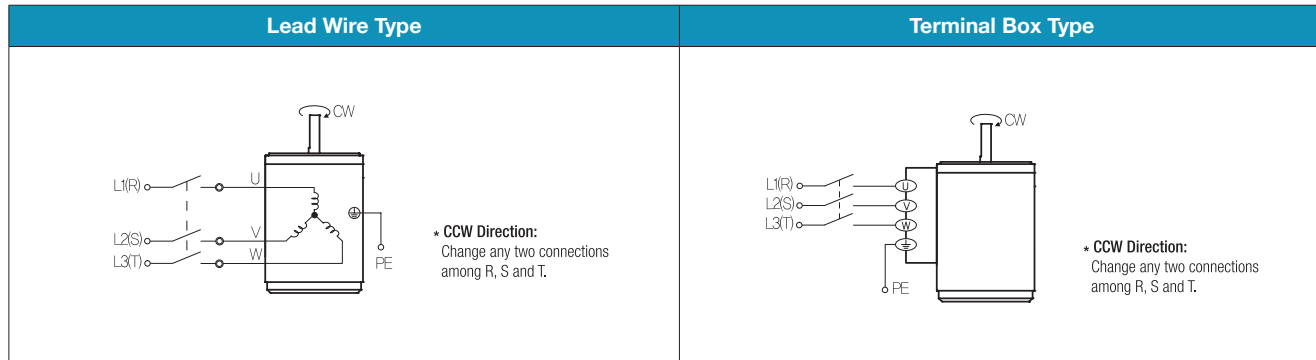 Lead Wire Type
Terminal Box Type
CW
L1(R)
U
L2(S)
V
L3(T)
W
PE
* CCW Direction:
Change any two connections
among R, S and T.
CW
L1(R)
U
L2(S)
V
L3(T)
W
PE
* CCW Direction:
Change any two connections
among R, S and T.